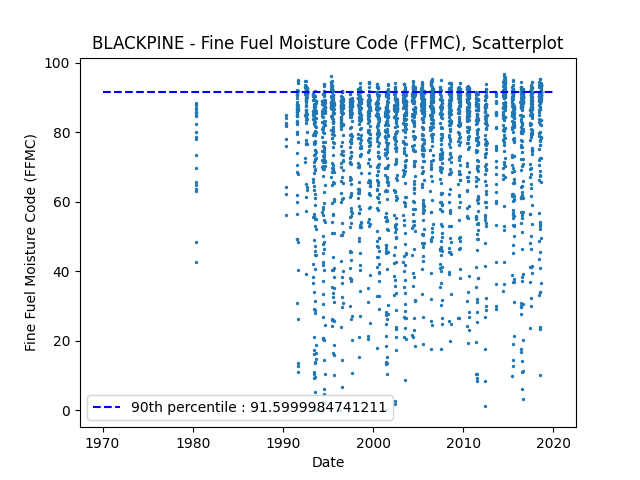 BLACKPINE - Fine Fuel Moisture Code (FFMC), Scatterplot
Fine Fuel Moisture Code (FFMC)
100
80
60
40
20
0
90th percentile : 91.5999984741211
1970 1980 1990 2000 2010 2020
Date